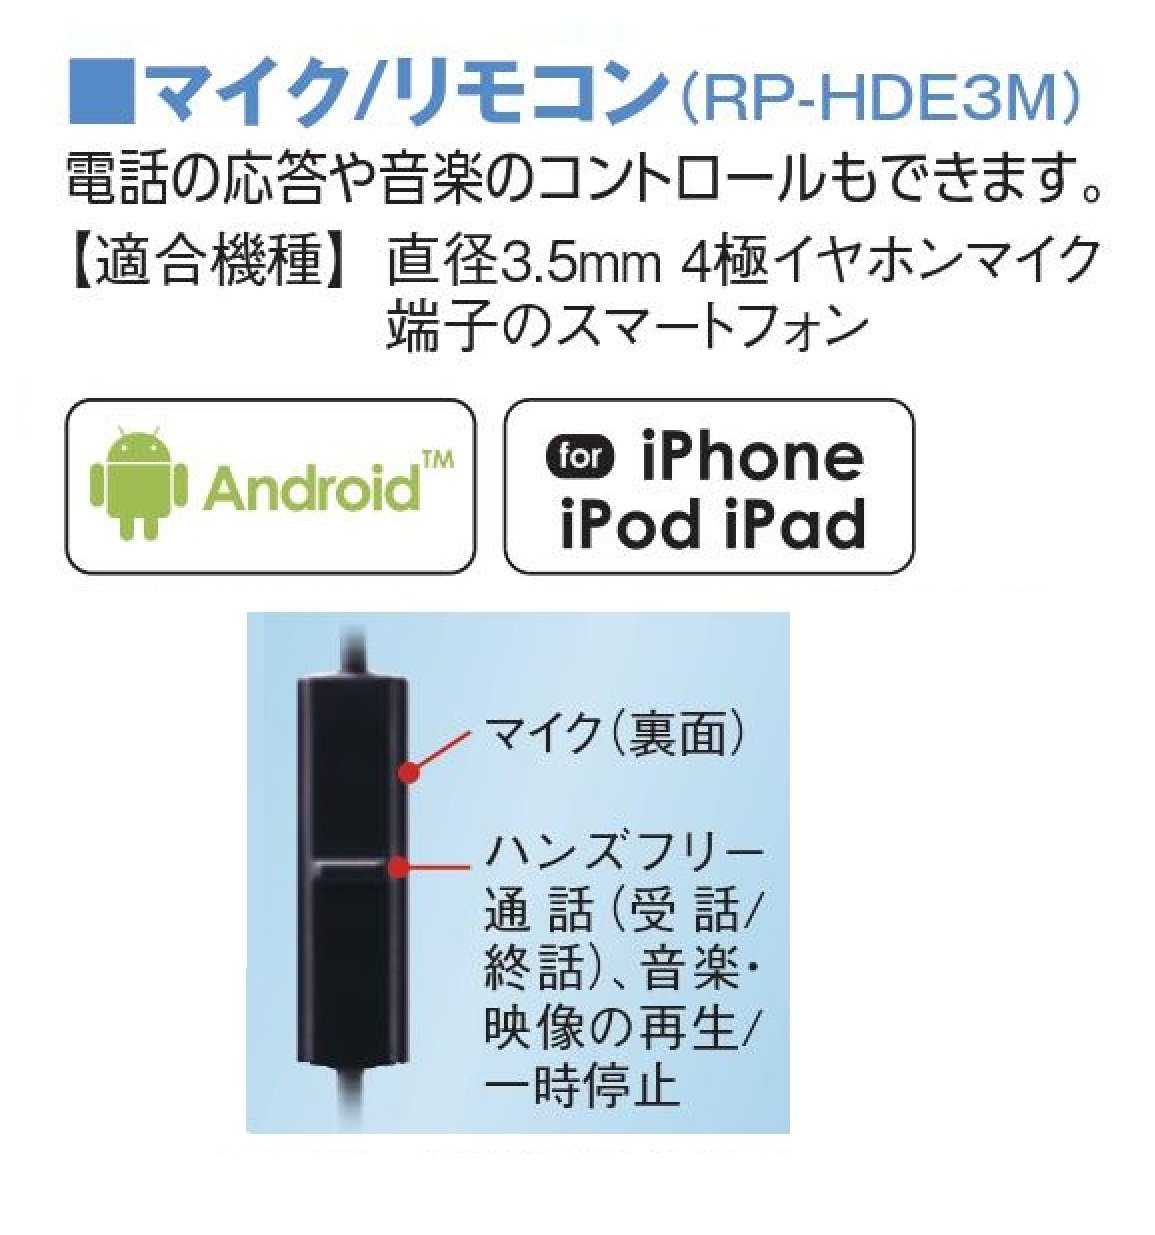 ■マイク/リモコン(RP-HDE3M)
電話の応答や音楽のコントロールもできます。
【適合機種】 直径3.5mm 4極イヤホンマイク
端子のスマートフォン
Android™
for iPhone
iPod iPad
マイク(裏面)
ハンズフリー
通話(受話/
終話)、音楽・
映像の再生/
一時停止